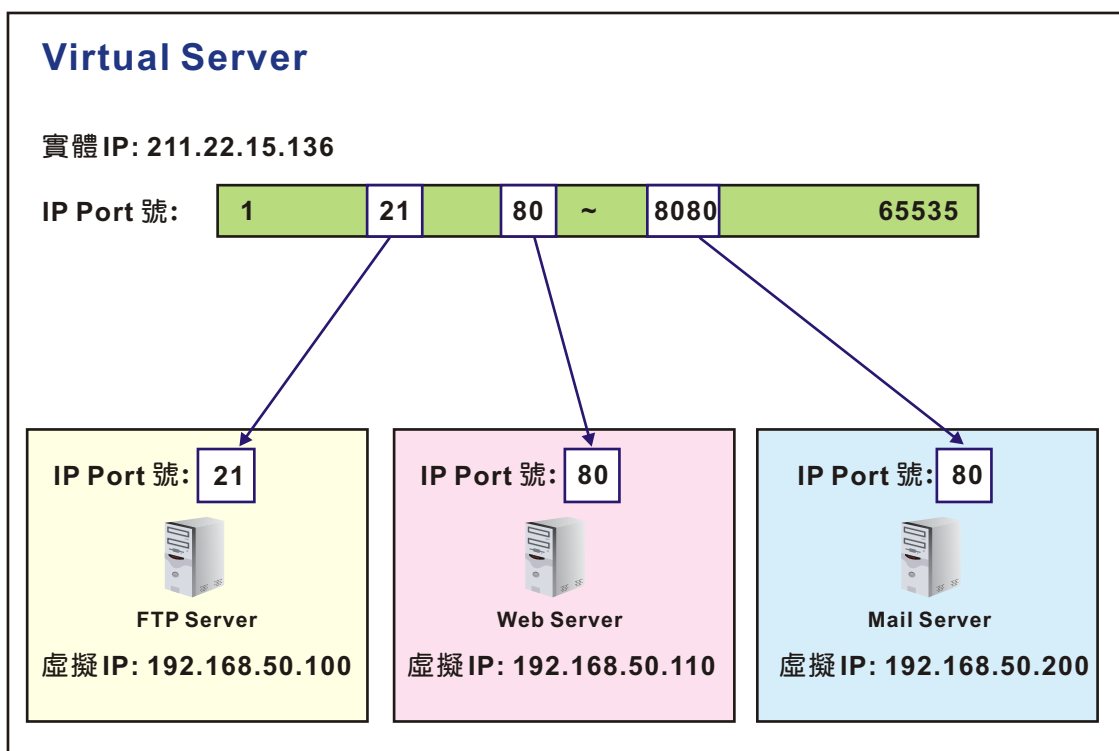 Virtual Server
實體IP: 211.22.15.136
IP Port 號: 1 21 80 ~ 8080 65535
IP Port 號: 21
FTP Server
虛擬IP: 192.168.50.100
IP Port 號: 80
Web Server
虛擬IP: 192.168.50.110
IP Port 號: 80
Mail Server
虛擬IP: 192.168.50.200